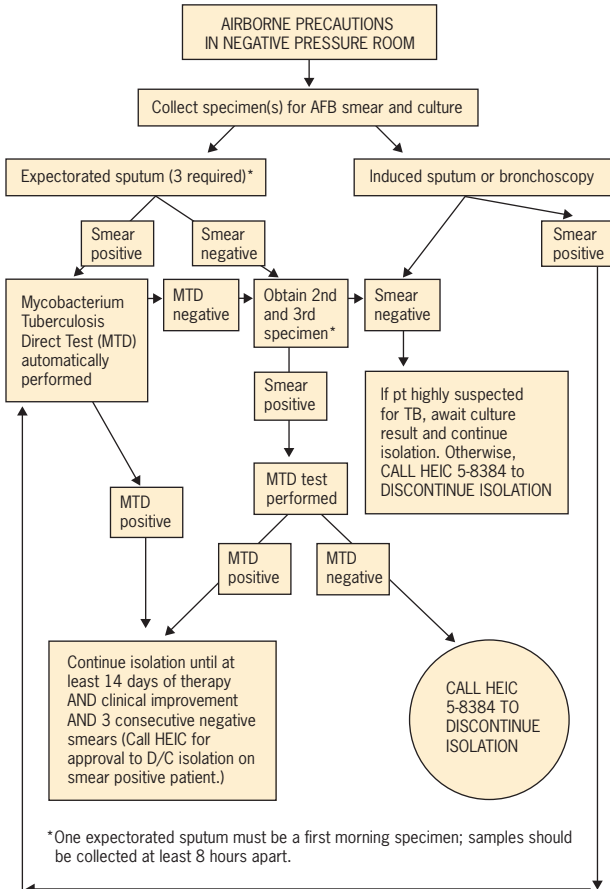 AIRBORNE PRECAUTIONS
IN NEGATIVE PRESSURE ROOM
Collect specimen(s) for AFB smear and culture
Expectorated sputum (3 required)*
Induced sputum or bronchoscopy
Smear
positive
Smear
negative
Smear
positive
Mycobacterium
Tuberculosis
Direct Test (MTD)
automatically
performed
MTD
negative
Obtain 2nd
and 3rd
specimen*
Smear
negative
Smear
positive
If pt highly suspected
for TB, await culture
result and continue
isolation. Otherwise,
CALL HEIC 5-8384 to
DISCONTINUE ISOLATION
MTD
positive
MTD test
performed
MTD
positive
MTD
negative
Continue isolation until at
least 14 days of therapy
AND clinical improvement
AND 3 consecutive negative
smears (Call HEIC for
approval to D/C isolation on
smear positive patient.)
CALL HEIC
5-8384 TO
DISCONTINUE
ISOLATION
*One expectorated sputum must be a first morning specimen; samples should
be collected at least 8 hours apart.